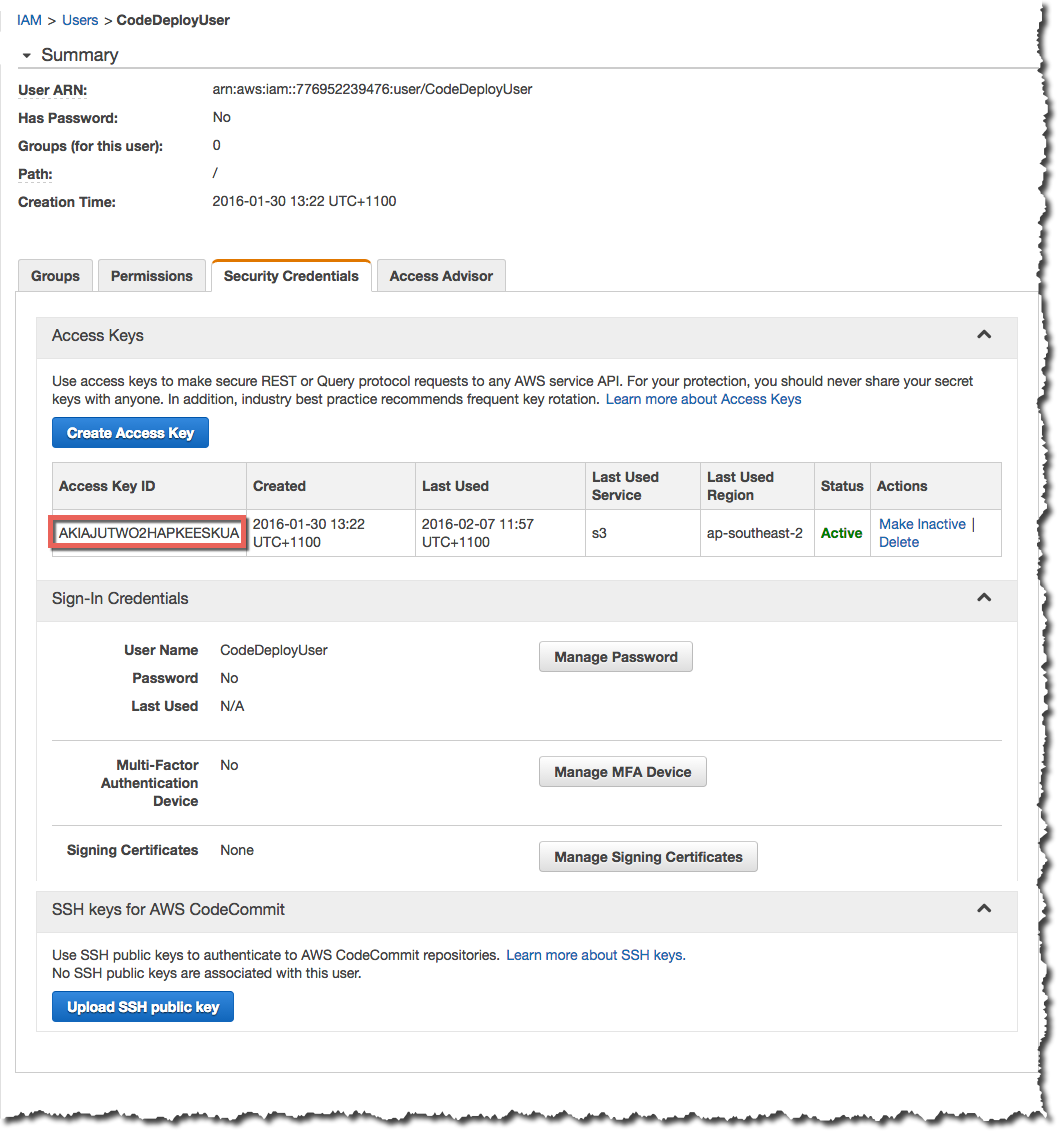 IAM > Users > CodeDeployUser
Summary
User ARN: arn:aws:iam::776952239476:user/CodeDeployUser
Has Password: No
Groups (for this user): 0
Path: /
Creation Time: 2016-01-30 13:22 UTC+1100
Groups Permissions Security Credentials Access Advisor
Access Keys
Use access keys to make secure REST or Query protocol requests to any AWS service API. For your protection, you should never share your secret
keys with anyone. In addition, industry best practice recommends frequent key rotation. Learn more about Access Keys
Create Access Key
Access Key ID Created Last Used Last Used Service Last Used Region Status Actions
AKIAJUTWO2HAPKEESKUA 2016-01-30 13:22 UTC+1100 2016-02-07 11:57 UTC+1100 s3 ap-southeast-2 Active Make Inactive | Delete
Sign-In Credentials
User Name CodeDeployUser Manage Password
Password No
Last Used N/A
Multi-Factor Authentication Device No Manage MFA Device
Signing Certificates None Manage Signing Certificates
SSH keys for AWS CodeCommit
Use SSH public keys to authenticate to AWS CodeCommit repositories. Learn more about SSH keys.
No SSH public keys are associated with this user.
Upload SSH public key